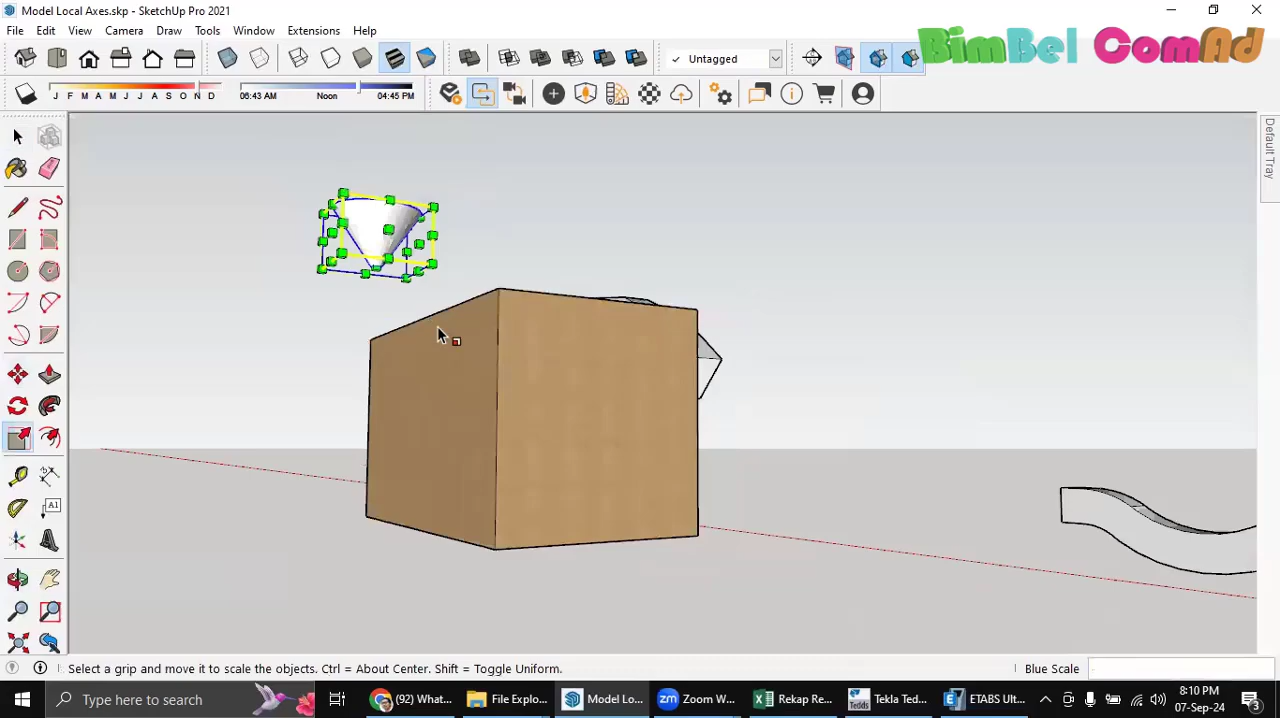 Model Local Axes.skp - SketchUp Pro 2021
BimBel ComAd
File Edit View Camera Draw Tools Window Extensions Help
Untagged
J F M A M J J A S O N D
06:43 AM Noon 04:45 PM
Default Tray
A1
Select a grip and move it to scale the objects. Ctrl = About Center. Shift = Toggle Uniform.
Blue Scale
Type here to search
(92) What...
File Explo...
Model Lo...
Zoom W...
Rekap Re...
Tedds
Tekla Ted...
ETABS Ult...
8:10 PM
07-Sep-24
3